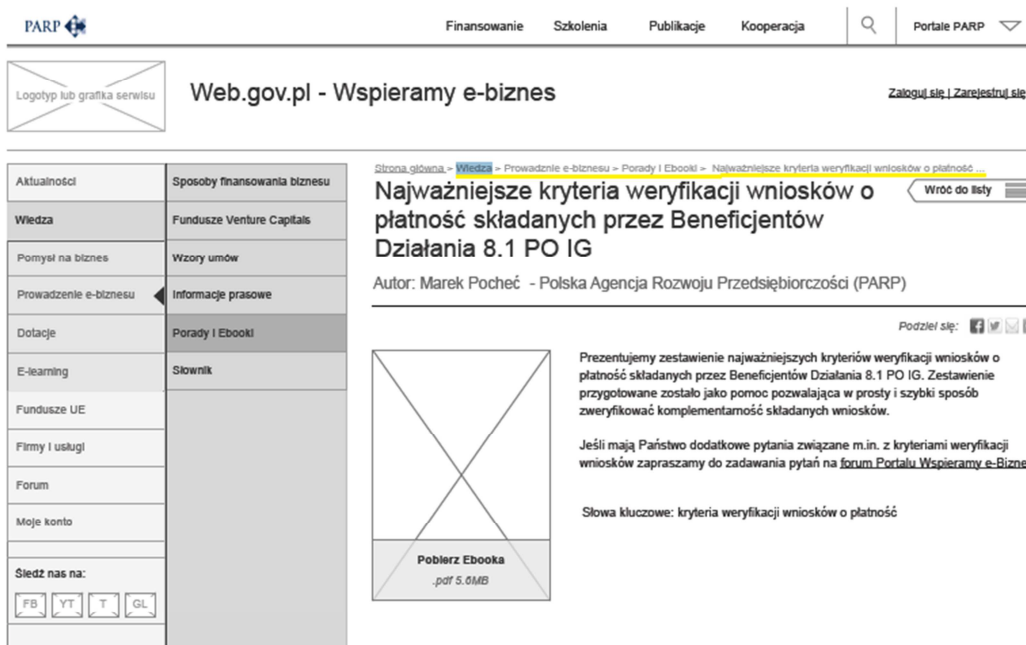 PARP
Finansowanie Szkolenia Publikacje Kooperacja Portale PARP
Logotyp lub grafika serwisu
Web.gov.pl - Wspieramy e-biznes
Zaloguj się | Zarejestruj się
Aktualności
Wiedza
Pomysł na biznes
Prowadzenie e-biznesu
Dotacje
E-learning
Fundusze UE
Firmy i usługi
Forum
Moje konto
Śledź nas na:
FB YT T GL
Sposoby finansowania biznesu
Fundusze Venture Capitals
Wzory umów
Informacje prasowe
Porady i Ebooki
Słownik
Strona główna > Wiedza > Prowadznie e-biznesu > Porady i Ebooki > Najważniejsze kryteria weryfikacji wniosków o płatność ...
Najważniejsze kryteria weryfikacji wniosków o
płatność składanych przez Beneficjentów
Działania 8.1 PO IG
Wróć do listy
Autor: Marek Pocheć - Polska Agencja Rozwoju Przedsiębiorczości (PARP)
Podziel się:
Prezentujemy zestawienie najważniejszych kryteriów weryfikacji wniosków o
płatność składanych przez Beneficjentów Działania 8.1 PO IG. Zestawienie
przygotowane zostało jako pomoc pozwalająca w prosty i szybki sposób
zweryfikować komplementarność składanych wniosków.
Jeśli mają Państwo dodatkowe pytania związane m.in. z kryteriami weryfikacji
wniosków zapraszamy do zadawania pytań na forum Portalu Wspieramy e-Bizne
Słowa kluczowe: kryteria weryfikacji wniosków o płatność
Pobierz Ebooka
.pdf 5.6MB